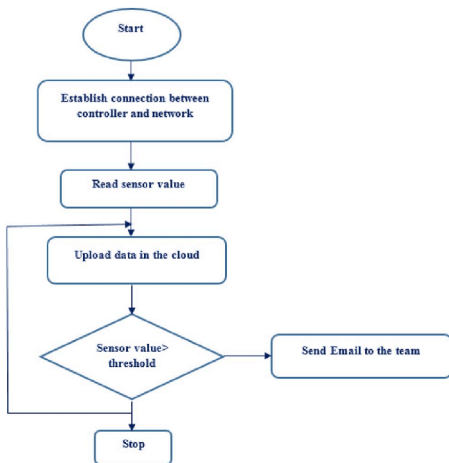 Start
Establish connection between
controller and network
Read sensor value
Upload data in the cloud
Sensor value>
threshold
Send Email to the team
Stop